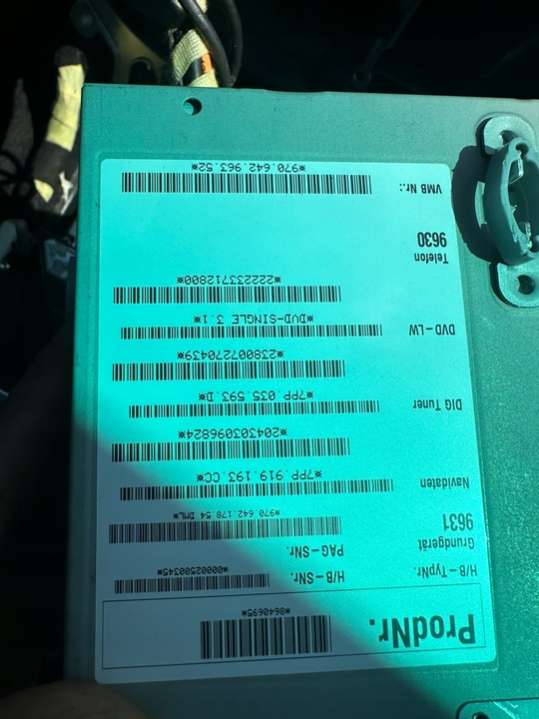 ProdNr.
*8640695*
H/B-TypNr.
H/B-SNr.
*00002500345*
Grundgerät
9631
PAG-SNr.
*970.642.178.54 DML*
Navidaten
*7PP.919.193.CC*
*204303096824*
DIG Tuner
*7PP.035.593.D*
*238007270439*
DVD-LW
*DVD-SINGLE 3.1*
*222233712800*
Telefon
9630
VMB Nr.:
*970.642.963.52*